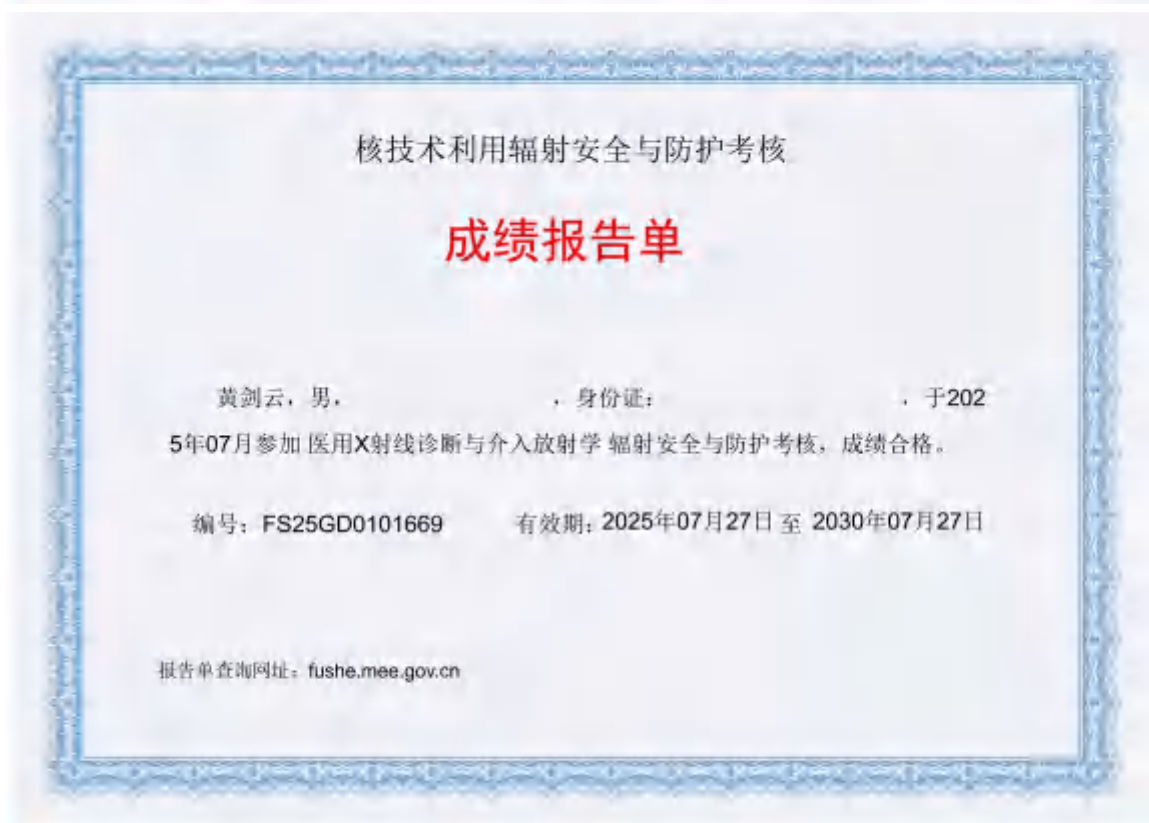 核技术利用辐射安全与防护考核
成绩报告单
黄剑云，男， ，身份证： ，于202
5年07月参加 医用X射线诊断与介入放射学 辐射安全与防护考核，成绩合格。
编号：FS25GD0101669 有效期：2025年07月27日 至 2030年07月27日
报告单查询网址：fushe.mee.gov.cn